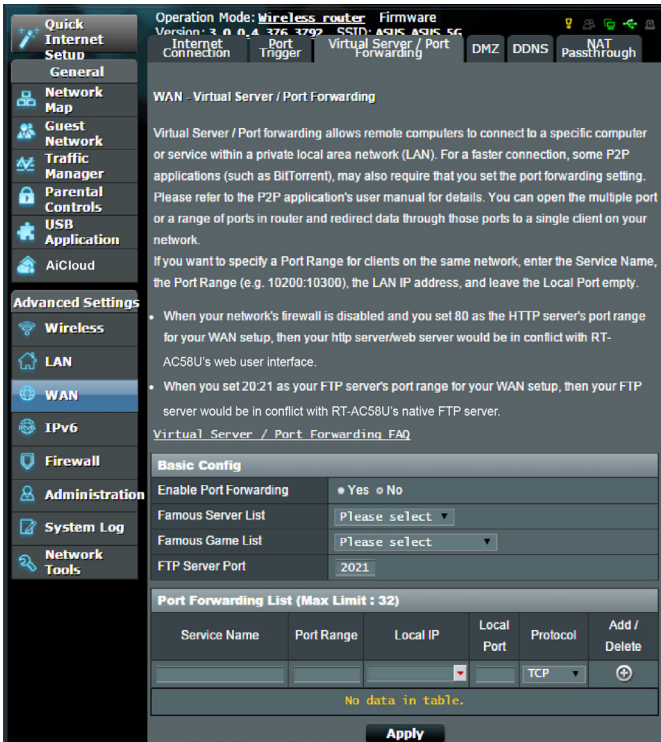 Operation Mode: Wireless router Firmware
Version: 3.0.0.4.376.3792 SSID: ASUS ASUS_5G
Quick
Internet
Setup
General
Network
Map
Guest
Network
Traffic
Manager
Parental
Controls
USB
Application
AiCloud
Advanced Settings
Wireless
LAN
WAN
IPv6
Firewall
Administration
System Log
Network
Tools
Internet
Connection
Port
Trigger
Virtual Server / Port
Forwarding
DMZ
DDNS
NAT
Passthrough
WAN - Virtual Server / Port Forwarding
Virtual Server / Port forwarding allows remote computers to connect to a specific computer
or service within a private local area network (LAN). For a faster connection, some P2P
applications (such as BitTorrent), may also require that you set the port forwarding setting.
Please refer to the P2P application's user manual for details. You can open the multiple port
or a range of ports in router and redirect data through those ports to a single client on your
network.
If you want to specify a Port Range for clients on the same network, enter the Service Name,
the Port Range (e.g. 10200:10300), the LAN IP address, and leave the Local Port empty.
• When your network's firewall is disabled and you set 80 as the HTTP server's port range
for your WAN setup, then your http server/web server would be in conflict with RT-
AC58U's web user interface.
• When you set 20:21 as your FTP server's port range for your WAN setup, then your FTP
server would be in conflict with RT-AC58U's native FTP server.
Virtual Server / Port Forwarding FAQ
Basic Config
Enable Port Forwarding Yes No
Famous Server List Please select
Famous Game List Please select
FTP Server Port 2021
Port Forwarding List (Max Limit : 32)
Service Name Port Range Local IP Local Port Protocol Add / Delete
TCP
No data in table.
Apply